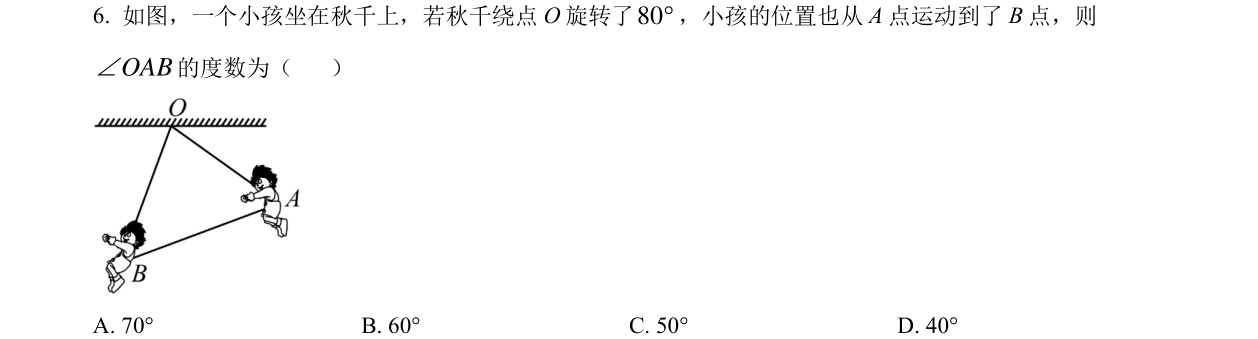 6. 如图，一个小孩坐在秋千上，若秋千绕点 O 旋转了 80°，小孩的位置也从 A 点运动到了 B 点，则
∠OAB 的度数为（　　）
O
A
B
A. 70°　　B. 60°　　C. 50°　　D. 40°